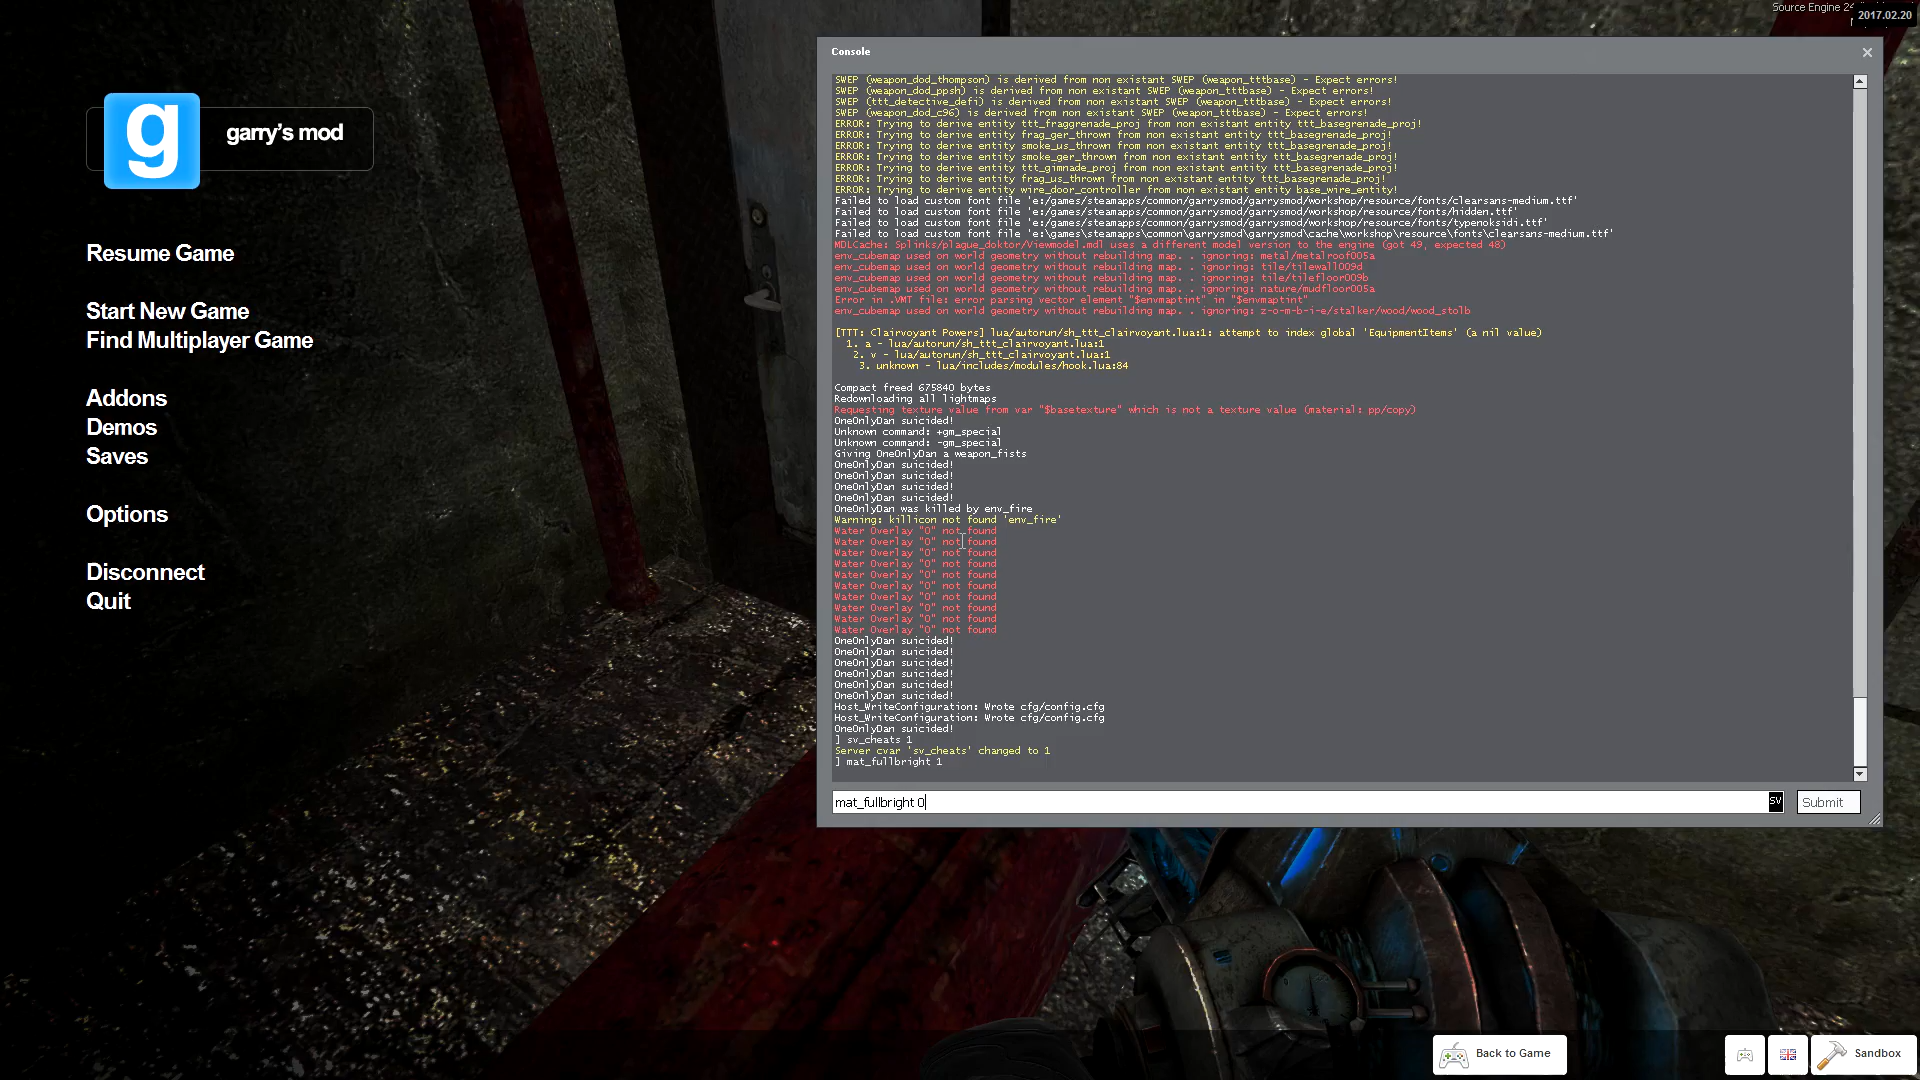 Source Engine 24
2017.02.20
g
garry's mod
Resume Game
Start New Game
Find Multiplayer Game
Addons
Demos
Saves
Options
Disconnect
Quit
Console
SWEP (weapon_dod_thompson) is derived from non existant SWEP (weapon_tttbase) - Expect errors!
SWEP (weapon_dod_ppsh) is derived from non existant SWEP (weapon_tttbase) - Expect errors!
SWEP (ttt_detective_defi) is derived from non existant SWEP (weapon_tttbase) - Expect errors!
SWEP (weapon_dod_c96) is derived from non existant SWEP (weapon_tttbase) - Expect errors!
ERROR: Trying to derive entity ttt_fraggrenade_proj from non existant entity ttt_basegrenade_proj!
ERROR: Trying to derive entity frag_ger_thrown from non existant entity ttt_basegrenade_proj!
ERROR: Trying to derive entity smoke_us_thrown from non existant entity ttt_basegrenade_proj!
ERROR: Trying to derive entity smoke_ger_thrown from non existant entity ttt_basegrenade_proj!
ERROR: Trying to derive entity ttt_gimnade_proj from non existant entity ttt_basegrenade_proj!
ERROR: Trying to derive entity frag_us_thrown from non existant entity ttt_basegrenade_proj!
ERROR: Trying to derive entity wire_door_controller from non existant entity base_wire_entity!
Failed to load custom font file 'e:/games/steamapps/common/garrysmod/garrysmod/workshop/resource/fonts/clearsans-medium.ttf'
Failed to load custom font file 'e:/games/steamapps/common/garrysmod/garrysmod/workshop/resource/fonts/hidden.ttf'
Failed to load custom font file 'e:/games/steamapps/common/garrysmod/garrysmod/workshop/resource/fonts/typenoksidi.ttf'
Failed to load custom font file 'e:\games\steamapps\common\garrysmod\garrysmod\cache\workshop\resource\fonts\clearsans-medium.ttf'
MDLCache: Splinks/plague_doktor/Viewmodel.mdl uses a different model version to the engine (got 49, expected 48)
env_cubemap used on world geometry without rebuilding map. . ignoring: metal/metalroof005a
env_cubemap used on world geometry without rebuilding map. . ignoring: tile/tilewall009d
env_cubemap used on world geometry without rebuilding map. . ignoring: tile/tilefloor009b
env_cubemap used on world geometry without rebuilding map. . ignoring: nature/mudfloor005a
Error in .VMT file: error parsing vector element "$envmaptint" in "$envmaptint"
env_cubemap used on world geometry without rebuilding map. . ignoring: z-o-m-b-i-e/stalker/wood/wood_stolb
[TTT: Clairvoyant Powers] lua/autorun/sh_ttt_clairvoyant.lua:1: attempt to index global 'EquipmentItems' (a nil value)
1. a - lua/autorun/sh_ttt_clairvoyant.lua:1
2. v - lua/autorun/sh_ttt_clairvoyant.lua:1
3. unknown - lua/includes/modules/hook.lua:84
Compact freed 675840 bytes
Redownloading all lightmaps
Requesting texture value from var "$basetexture" which is not a texture value (material: pp/copy)
OneOnlyDan suicided!
Unknown command: +gm_special
Unknown command: -gm_special
Giving OneOnlyDan a weapon_fists
OneOnlyDan suicided!
OneOnlyDan suicided!
OneOnlyDan suicided!
OneOnlyDan suicided!
OneOnlyDan was killed by env_fire
Warning: killicon not found 'env_fire'
Water Overlay "0" not found
Water Overlay "0" not found
Water Overlay "0" not found
Water Overlay "0" not found
Water Overlay "0" not found
Water Overlay "0" not found
Water Overlay "0" not found
Water Overlay "0" not found
Water Overlay "0" not found
Water Overlay "0" not found
OneOnlyDan suicided!
OneOnlyDan suicided!
OneOnlyDan suicided!
OneOnlyDan suicided!
OneOnlyDan suicided!
OneOnlyDan suicided!
Host_WriteConfiguration: Wrote cfg/config.cfg
Host_WriteConfiguration: Wrote cfg/config.cfg
OneOnlyDan suicided!
] sv_cheats 1
Server cvar 'sv_cheats' changed to 1
] mat_fullbright 1
mat_fullbright 0
SV
Submit
Back to Game
Sandbox